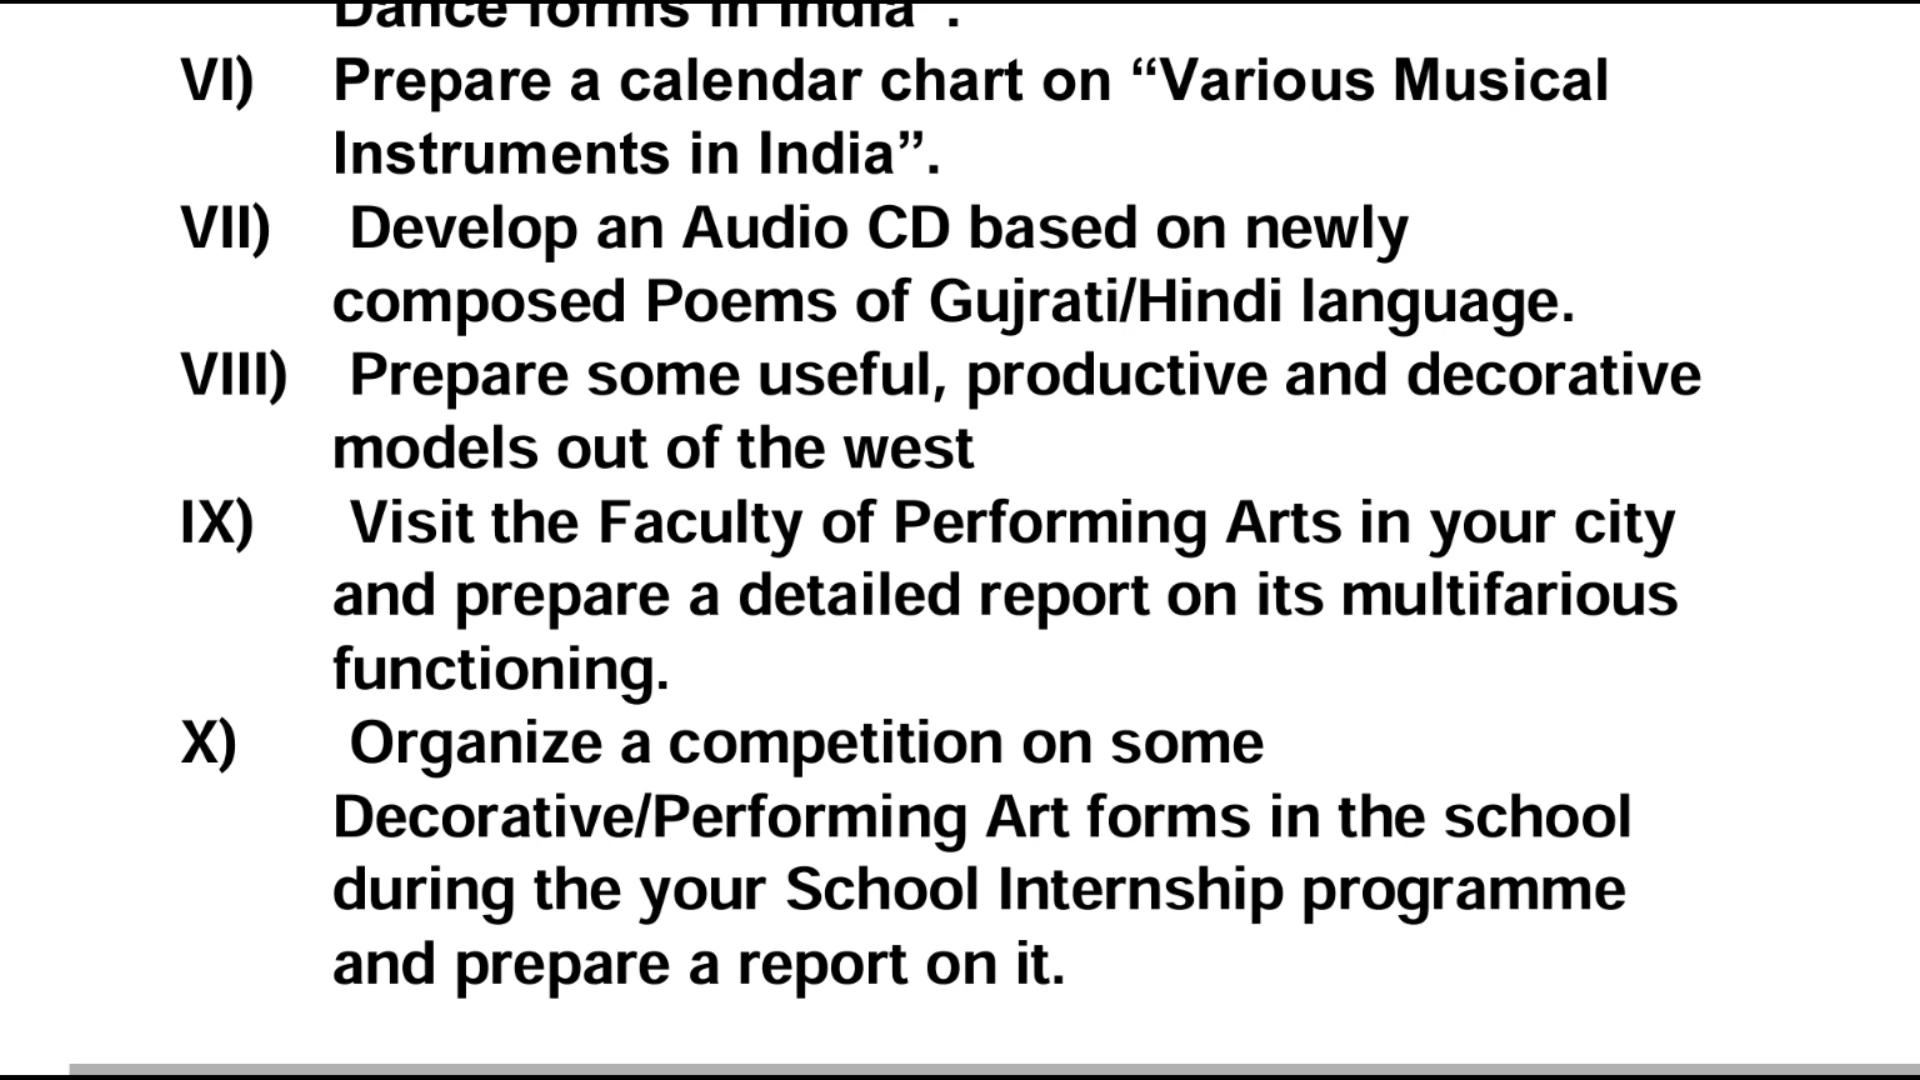 Dance forms in India".
VI) Prepare a calendar chart on “Various Musical
Instruments in India”.
VII) Develop an Audio CD based on newly
composed Poems of Gujrati/Hindi language.
VIII) Prepare some useful, productive and decorative
models out of the west
IX) Visit the Faculty of Performing Arts in your city
and prepare a detailed report on its multifarious
functioning.
X) Organize a competition on some
Decorative/Performing Art forms in the school
during the your School Internship programme
and prepare a report on it.